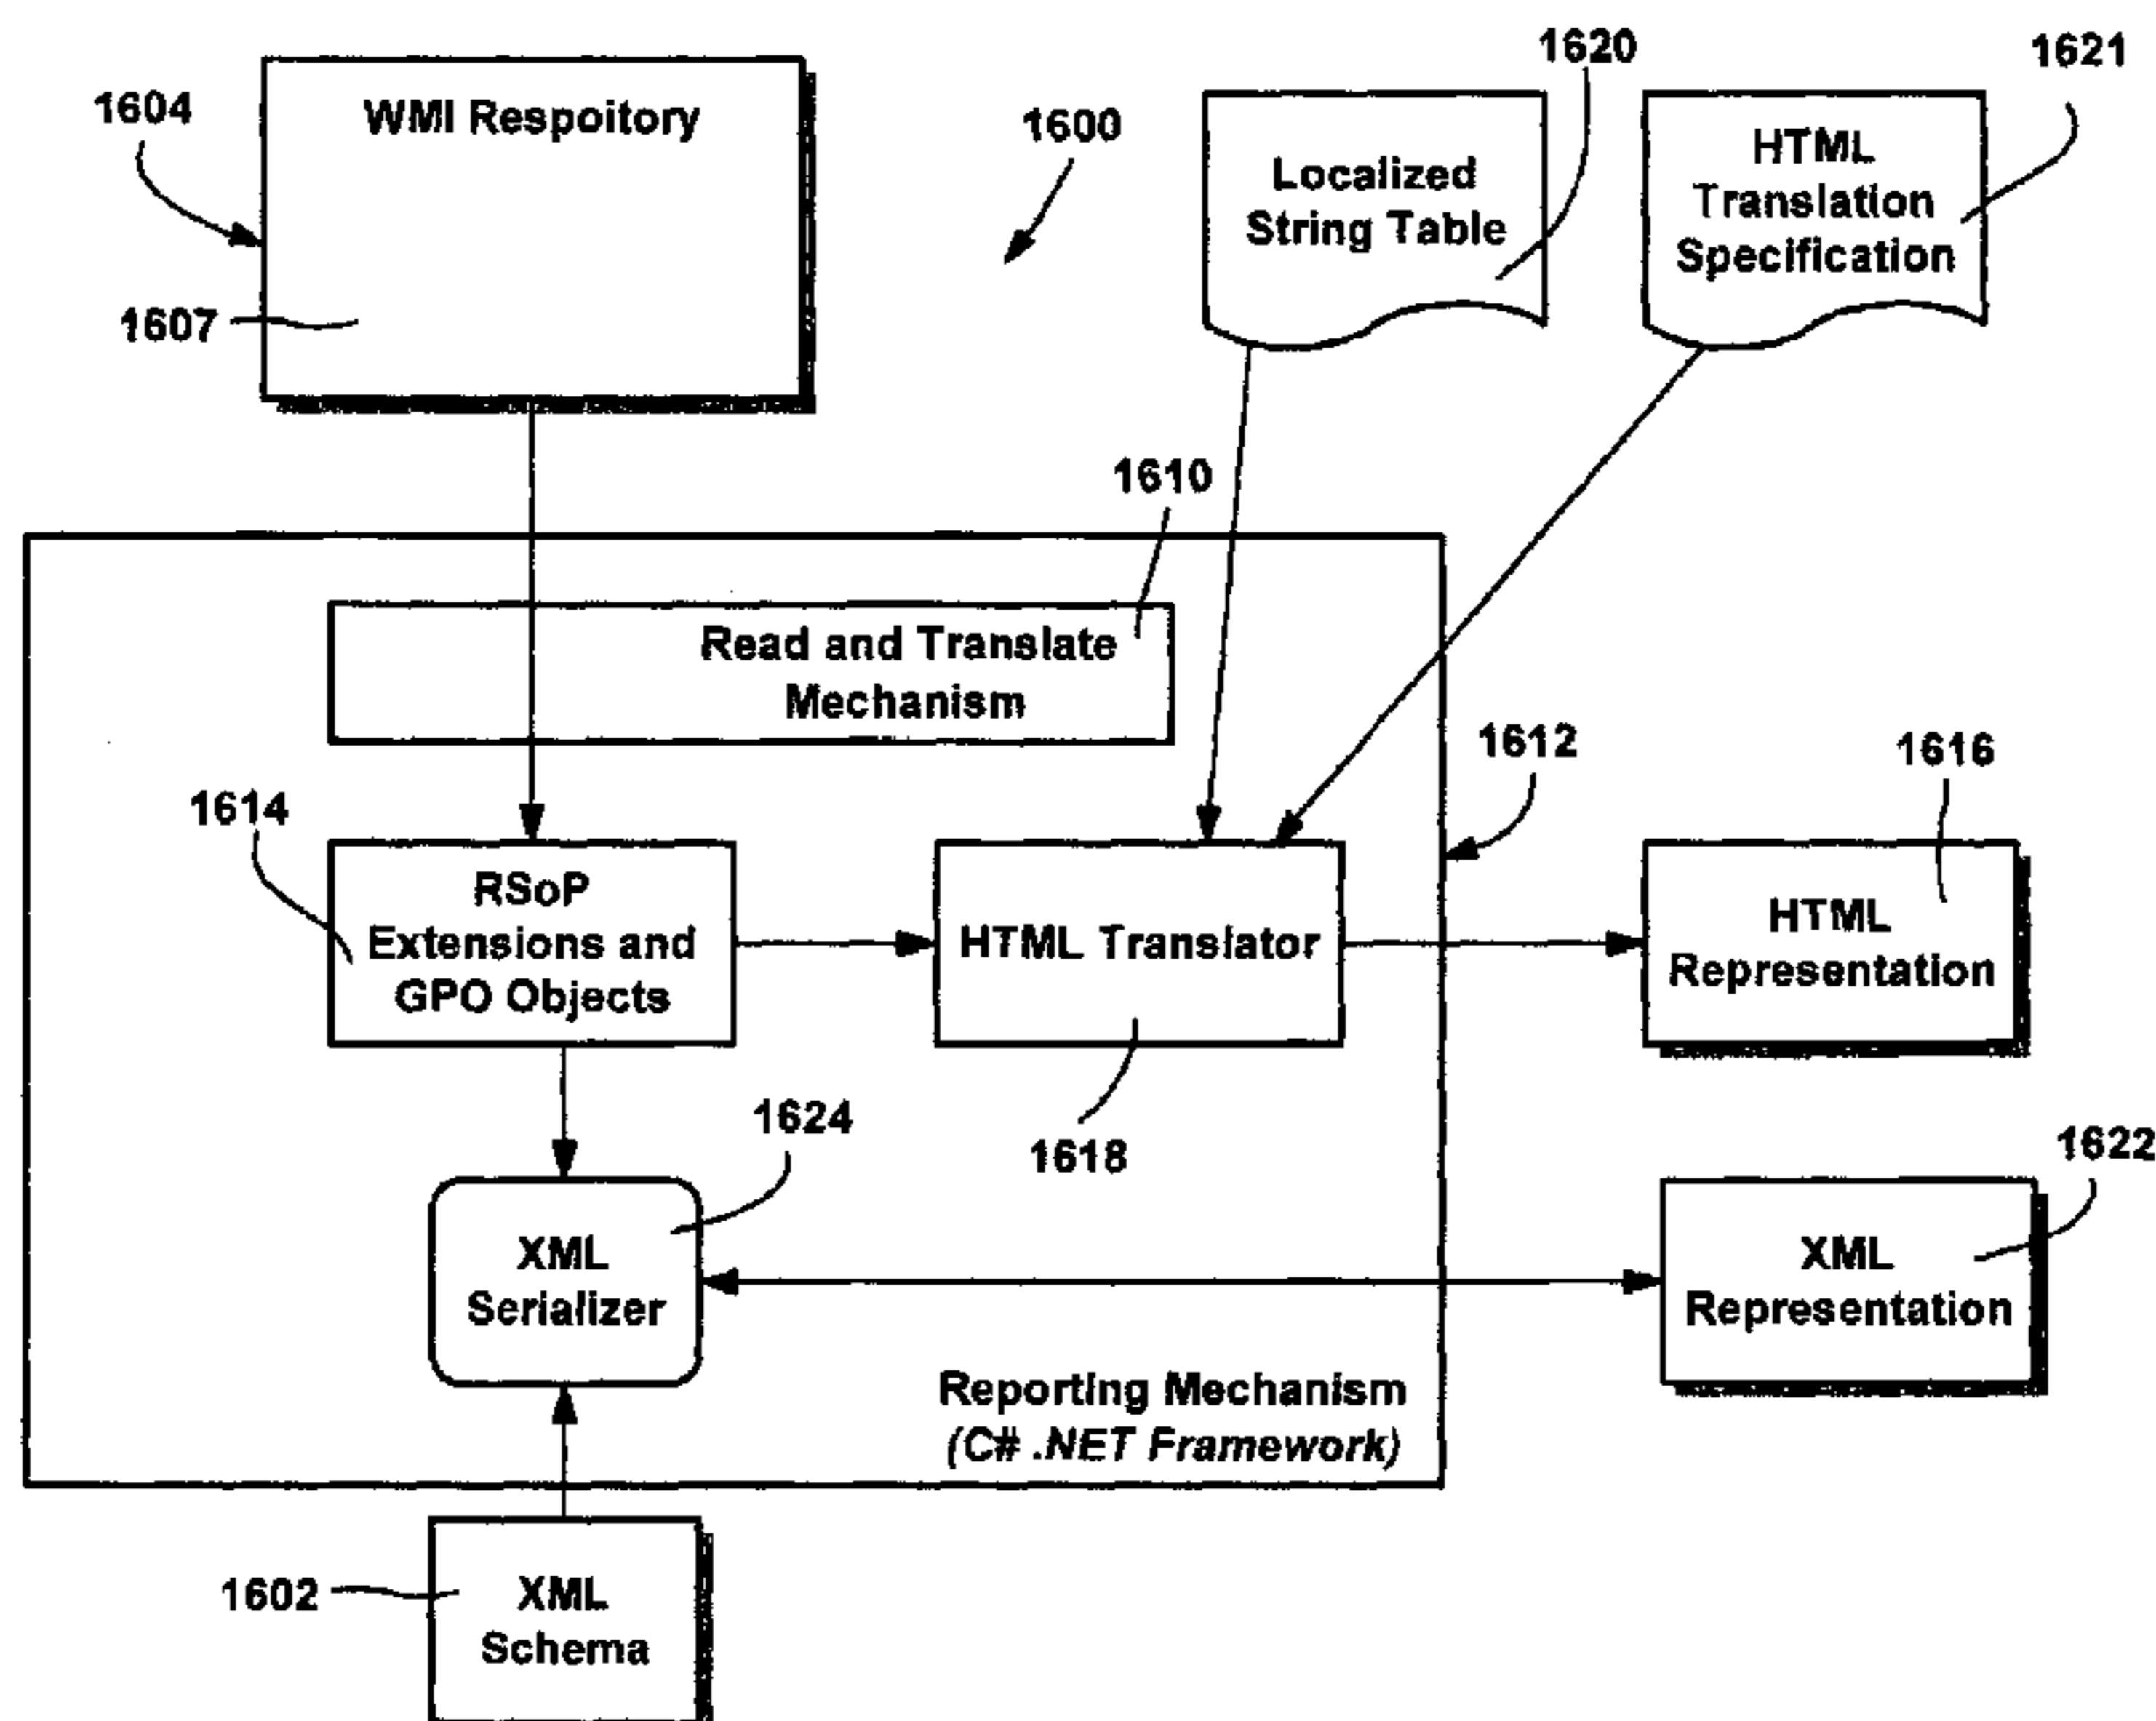 1620
1621
1604
WMI Respoitory
1600
Localized
String Table
HTML
Translation
Specification
1607
1610
Read and Translate
Mechanism
1612
1616
1614
RSoP
Extensions and
GPO Objects
HTML Translator
HTML
Representation
1624
1618
1622
XML
Serializer
XML
Representation
Reporting Mechanism
(C# .NET Framework)
1602
XML
Schema